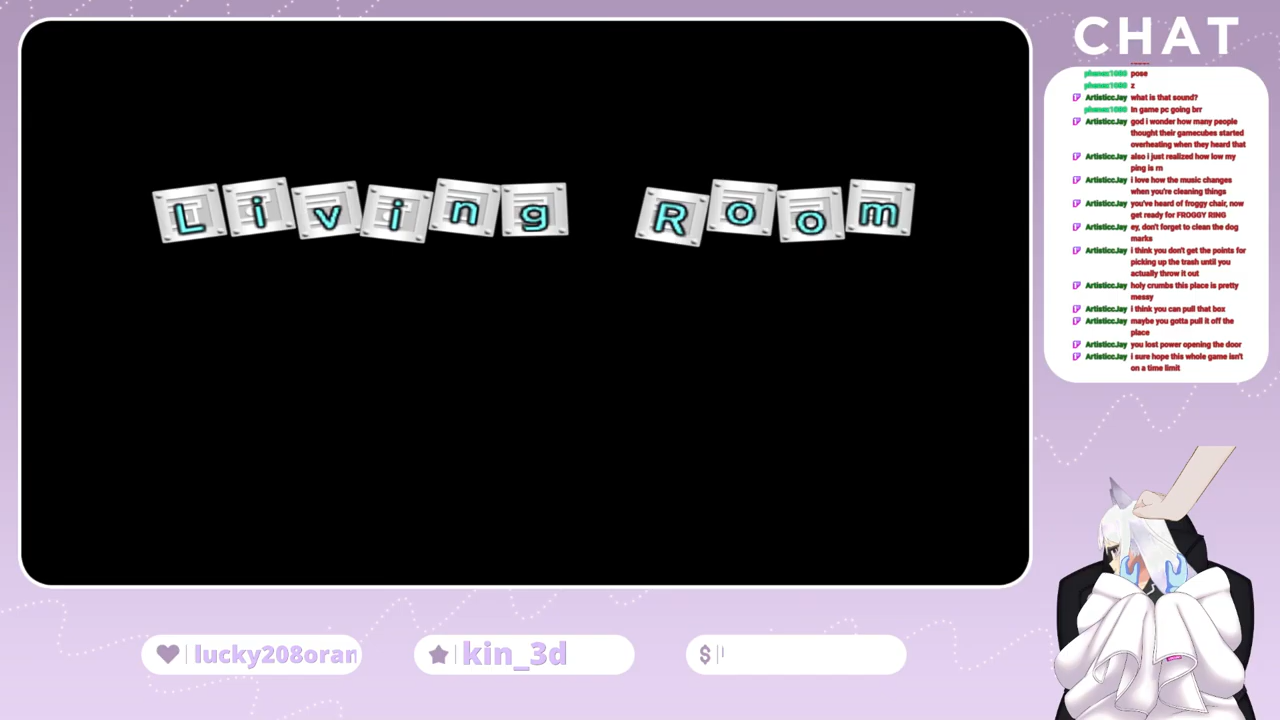 CHAT
Living Room
phenex1080 pose
phenex1080 z
ArtisticcJay what is that sound?
phenex1080 In game pc going brr
ArtisticcJay god i wonder how many people
thought their gamecubes started
overheating when they heard that
ArtisticcJay also i just realized how low my
ping is rn
ArtisticcJay i love how the music changes
when you're cleaning things
ArtisticcJay you've heard of froggy chair, now
get ready for FROGGY RING
ArtisticcJay ey, don't forget to clean the dog
marks
ArtisticcJay i think you don't get the points for
picking up the trash until you
actually throw it out
ArtisticcJay holy crumbs this place is pretty
messy
ArtisticcJay i think you can pull that box
ArtisticcJay maybe you gotta pull it off the
place
ArtisticcJay you lost power opening the door
ArtisticcJay i sure hope this whole game isn't
on a time limit
lucky208oran
kin_3d
$